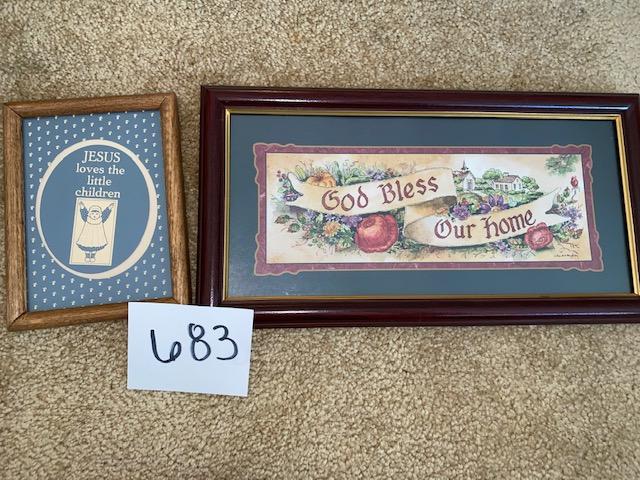 JESUS
loves the
little
children
God Bless
Our Home
683